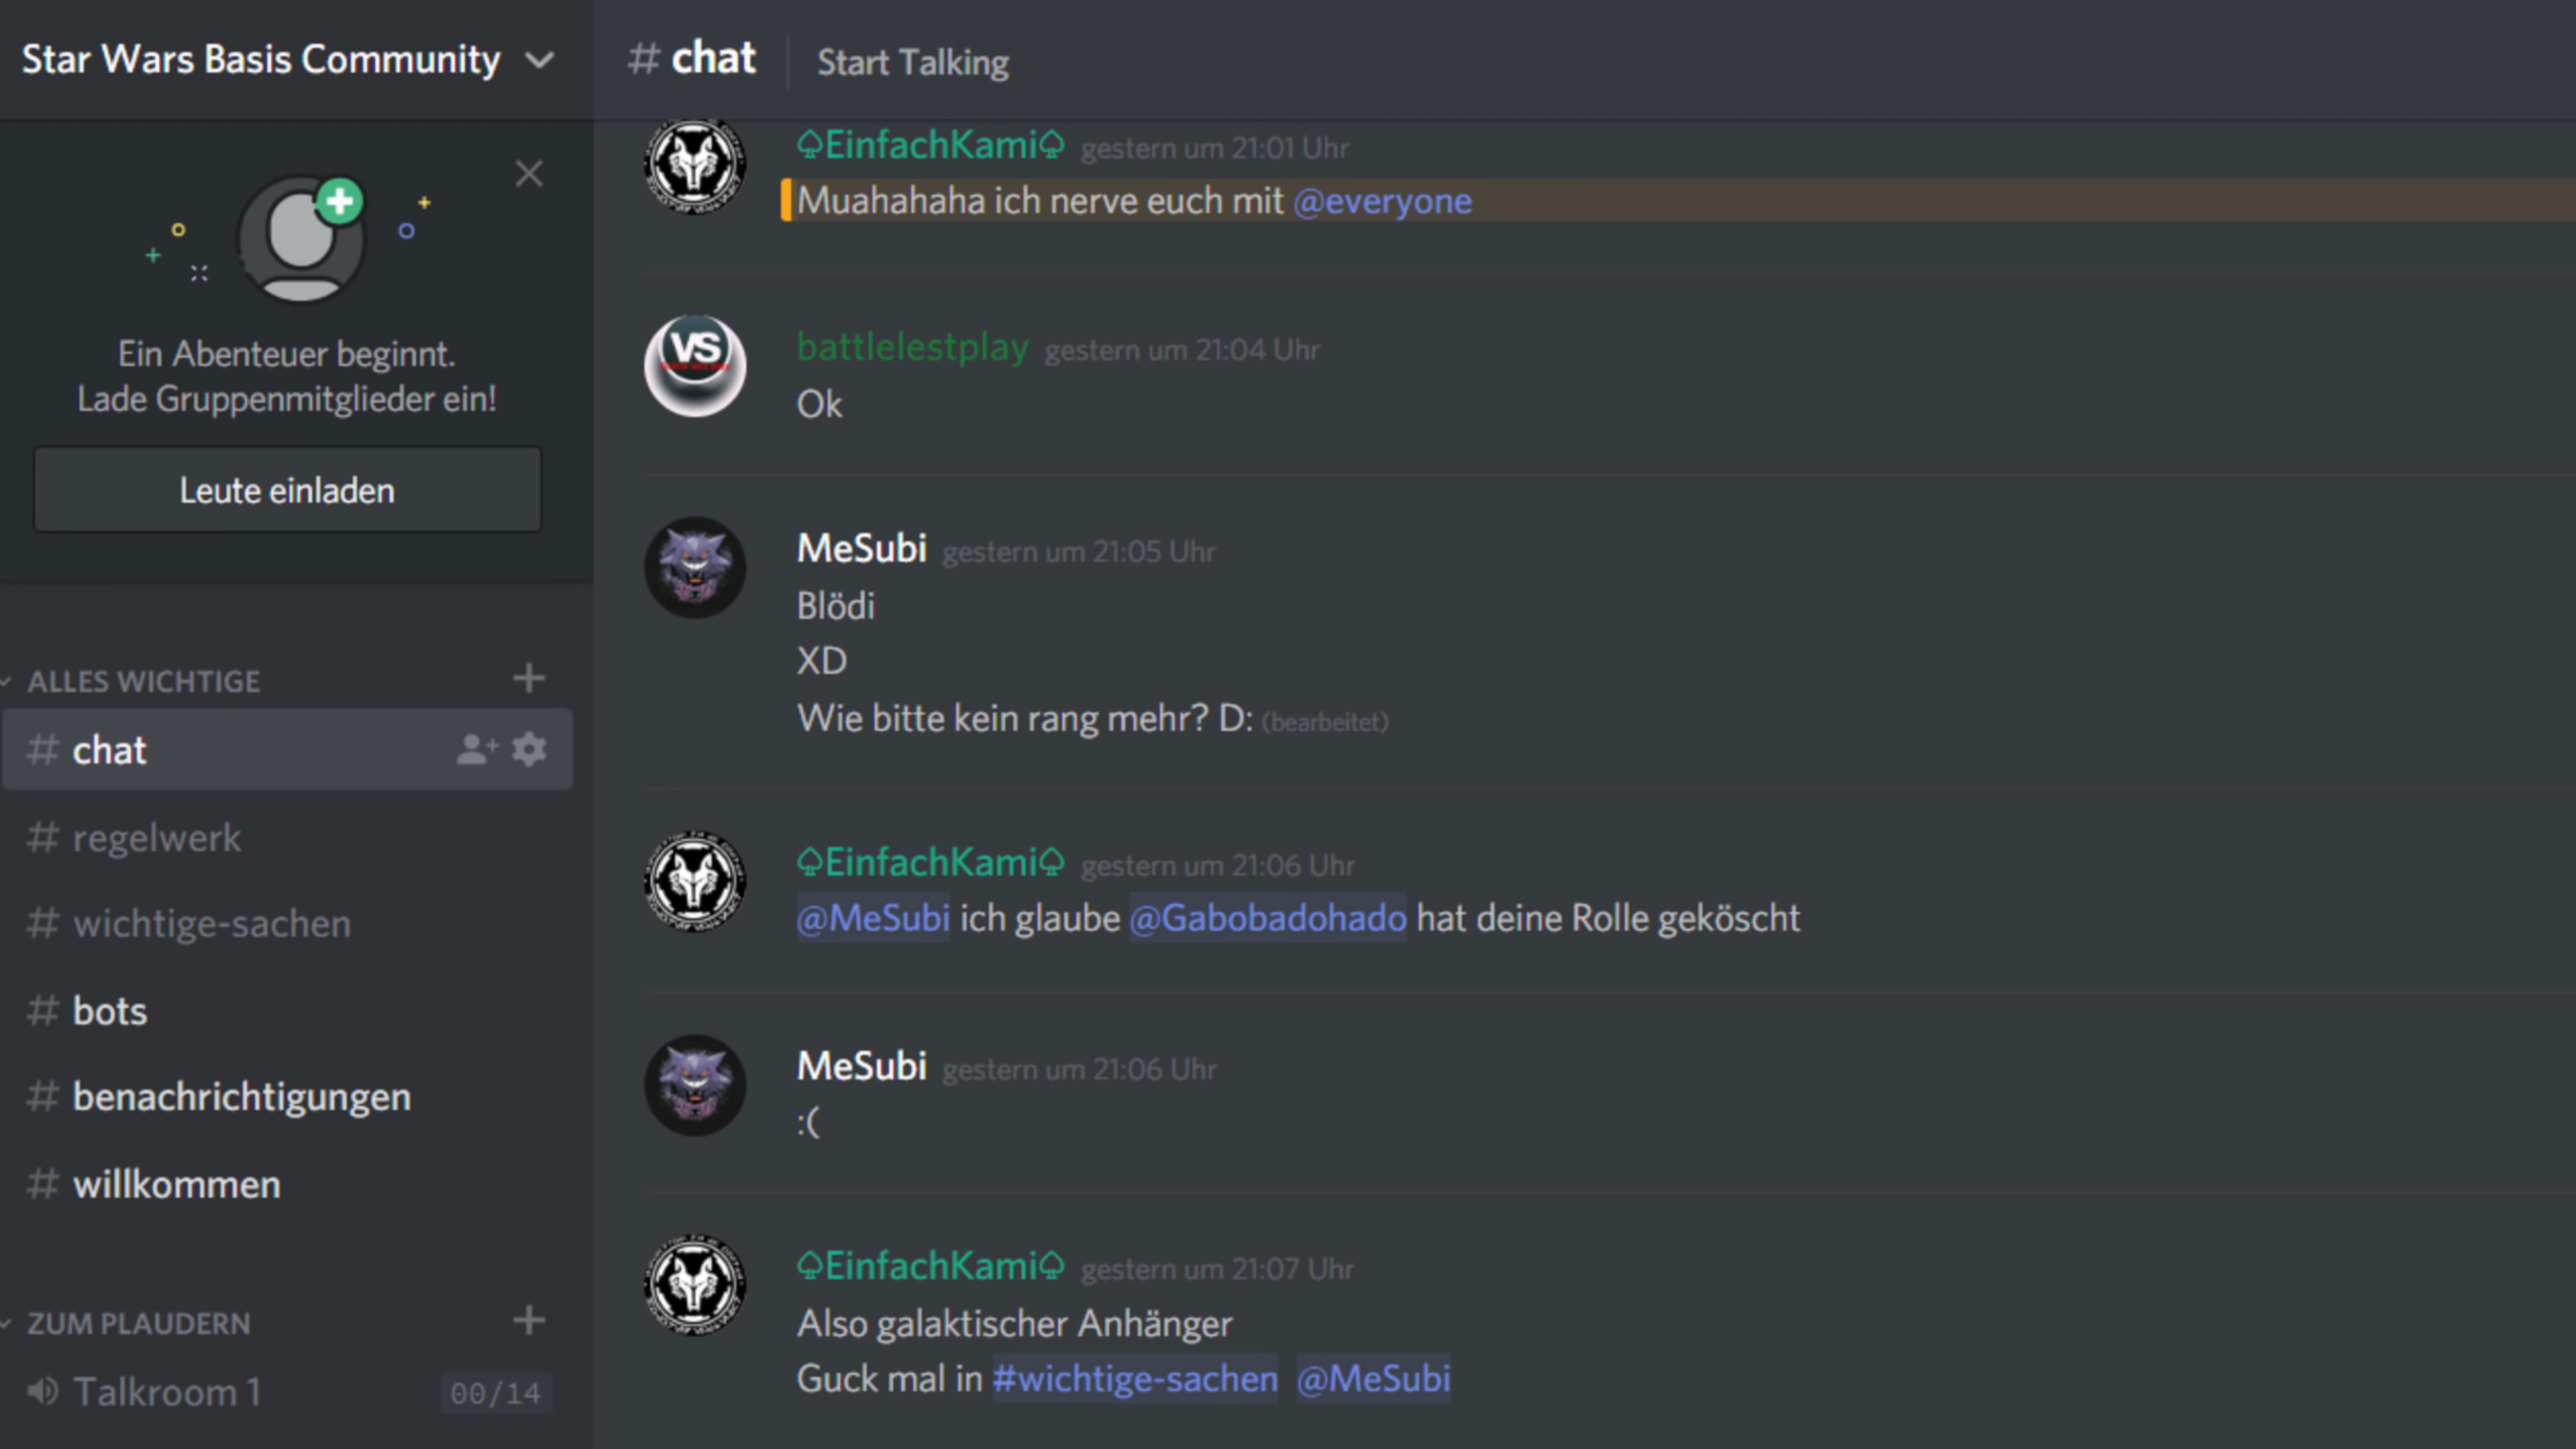 Star Wars Basis Community
Ein Abenteuer beginnt.
Lade Gruppenmitglieder ein!
Leute einladen
ALLES WICHTIGE
# chat
# regelwerk
# wichtige-sachen
# bots
# benachrichtigungen
# willkommen
ZUM PLAUDERN
Talkroom 1 00/14
# chat Start Talking
♤EinfachKami♤ gestern um 21:01 Uhr
Muahahaha ich nerve euch mit @everyone
VS
battlelestplay gestern um 21:04 Uhr
Ok
MeSubi gestern um 21:05 Uhr
Blödi
XD
Wie bitte kein rang mehr? D: (bearbeitet)
♤EinfachKami♤ gestern um 21:06 Uhr
@MeSubi ich glaube @Gabobadohado hat deine Rolle geköscht
MeSubi gestern um 21:06 Uhr
:(
♤EinfachKami♤ gestern um 21:07 Uhr
Also galaktischer Anhänger
Guck mal in #wichtige-sachen @MeSubi